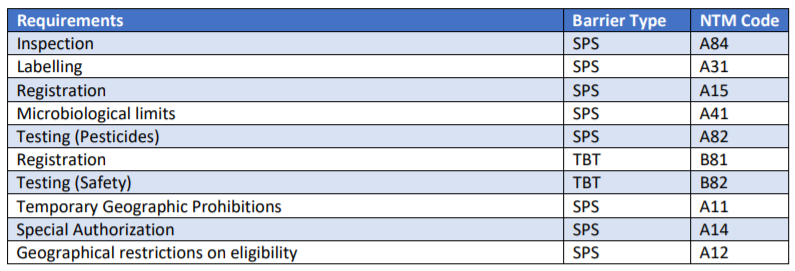 Requirements Barrier Type NTM Code
Inspection SPS A84
Labelling SPS A31
Registration SPS A15
Microbiological limits SPS A41
Testing (Pesticides) SPS A82
Registration TBT B81
Testing (Safety) TBT B82
Temporary Geographic Prohibitions SPS A11
Special Authorization SPS A14
Geographical restrictions on eligibility SPS A12